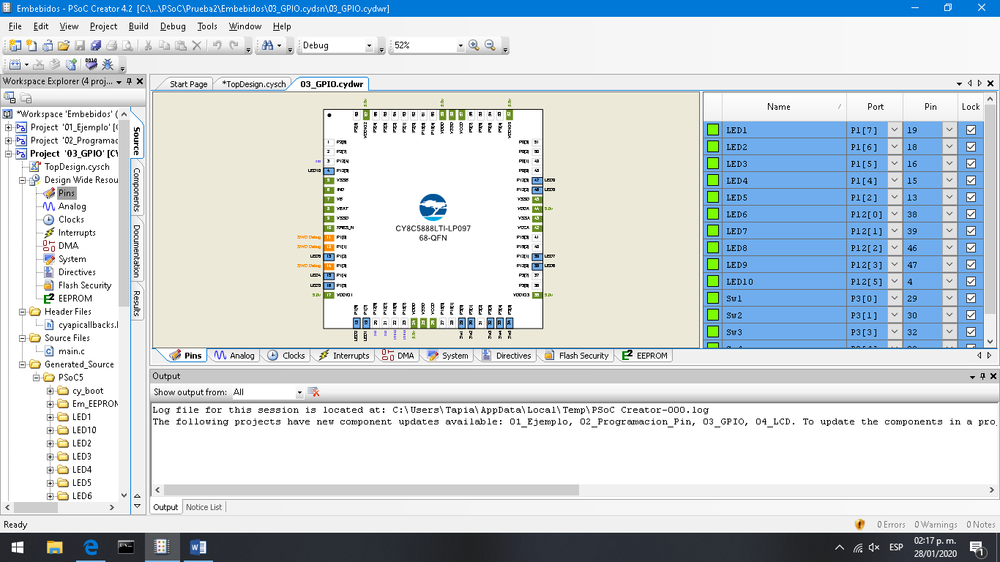 Embebidos - PSoC Creator 4.2 [C:\...\PSoC\Prueba2\Embebidos\03_GPIO.cydsn\03_GPIO.cydwr]
File Edit View Project Build Debug Tools Window Help
Debug 52%
Workspace Explorer (4 proj...
Start Page *TopDesign.cysch 03_GPIO.cydwr
*Workspace 'Embebidos' (
Project '01_Ejemplo' [C
Project '02_Programac
Project '03_GPIO' [CY
TopDesign.cysch
Design Wide Resou
Pins
Analog
Clocks
Interrupts
DMA
System
Directives
Flash Security
EEPROM
Header Files
cyapicallbacks.l
Source Files
main.c
Generated_Source
PSoC5
cy_boot
Em_EEPROM
LED1
LED10
LED2
LED3
LED4
LED5
LED6
Source
Components
Documentation
Results
CY8C5888LTI-LP097
68-QFN
Name Port Pin Lock
LED1 P1[7] 19
LED2 P1[6] 18
LED3 P1[5] 16
LED4 P1[4] 15
LED5 P1[2] 13
LED6 P12[0] 38
LED7 P12[1] 39
LED8 P12[2] 46
LED9 P12[3] 47
LED10 P12[5] 4
Sw1 P3[0] 29
Sw2 P3[1] 30
Sw3 P3[3] 32
Pins Analog Clocks Interrupts DMA System Directives Flash Security EEPROM
Output
Show output from: All
Log file for this session is located at: C:\Users\Tapia\AppData\Local\Temp\PSoC Creator-000.log
The following projects have new component updates available: 01_Ejemplo, 02_Programacion_Pin, 03_GPIO, 04_LCD. To update the components in a pro
Output Notice List
Ready 0 Errors 0 Warnings 0 Notes
ESP 02:17 p. m.
28/01/2020 1